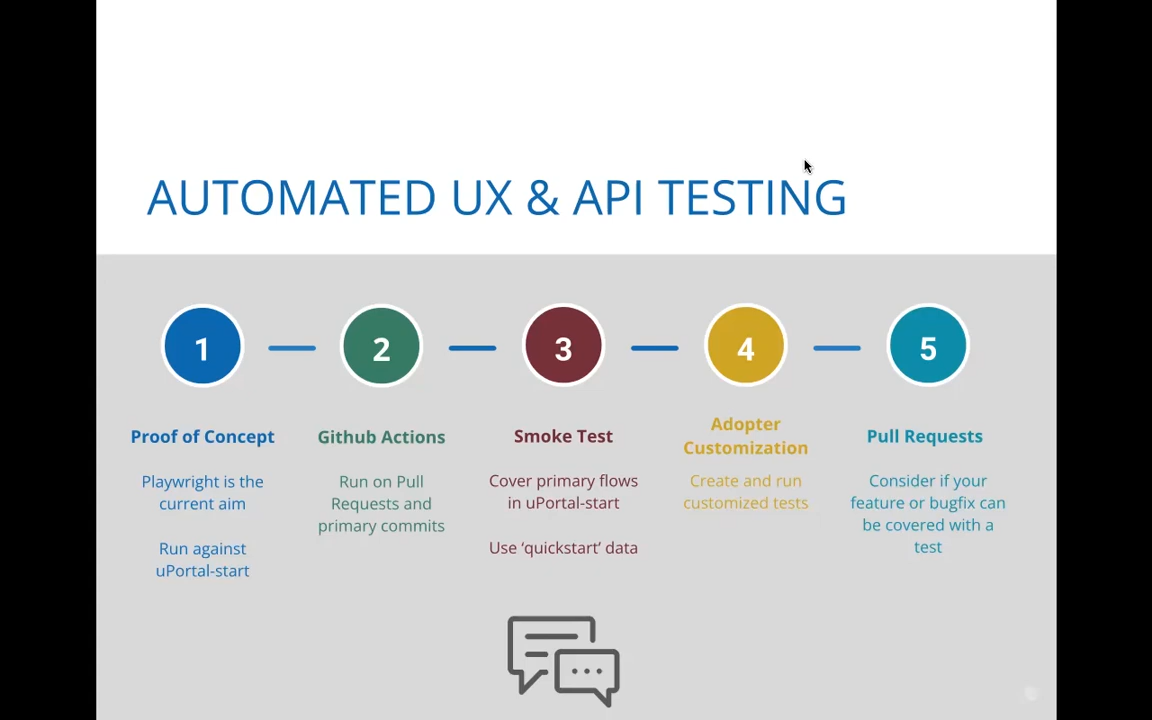 AUTOMATED UX & API TESTING
1
Proof of Concept
Playwright is the
current aim
Run against
uPortal-start
2
Github Actions
Run on Pull
Requests and
primary commits
3
Smoke Test
Cover primary flows
in uPortal-start
Use ‘quickstart’ data
4
Adopter
Customization
Create and run
customized tests
5
Pull Requests
Consider if your
feature or bugfix can
be covered with a
test